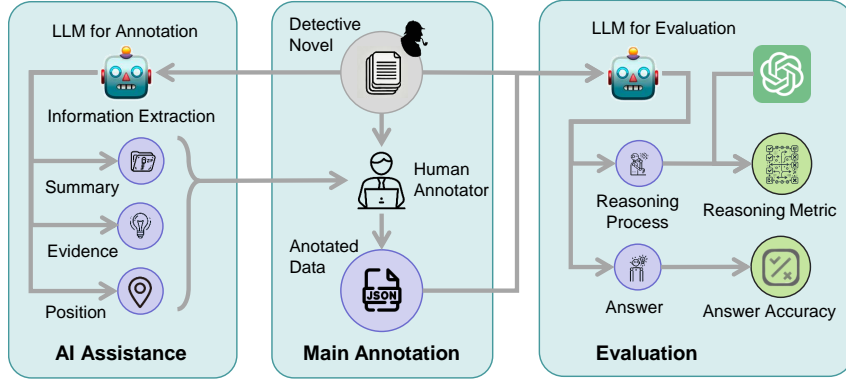 LLM for Annotation
Information Extraction
Summary
Evidence
Position
AI Assistance
Detective
Novel
Human
Annotator
Anotated
Data
JSON
Main Annotation
LLM for Evaluation
Reasoning
Process
Reasoning Metric
Answer
Answer Accuracy
Evaluation